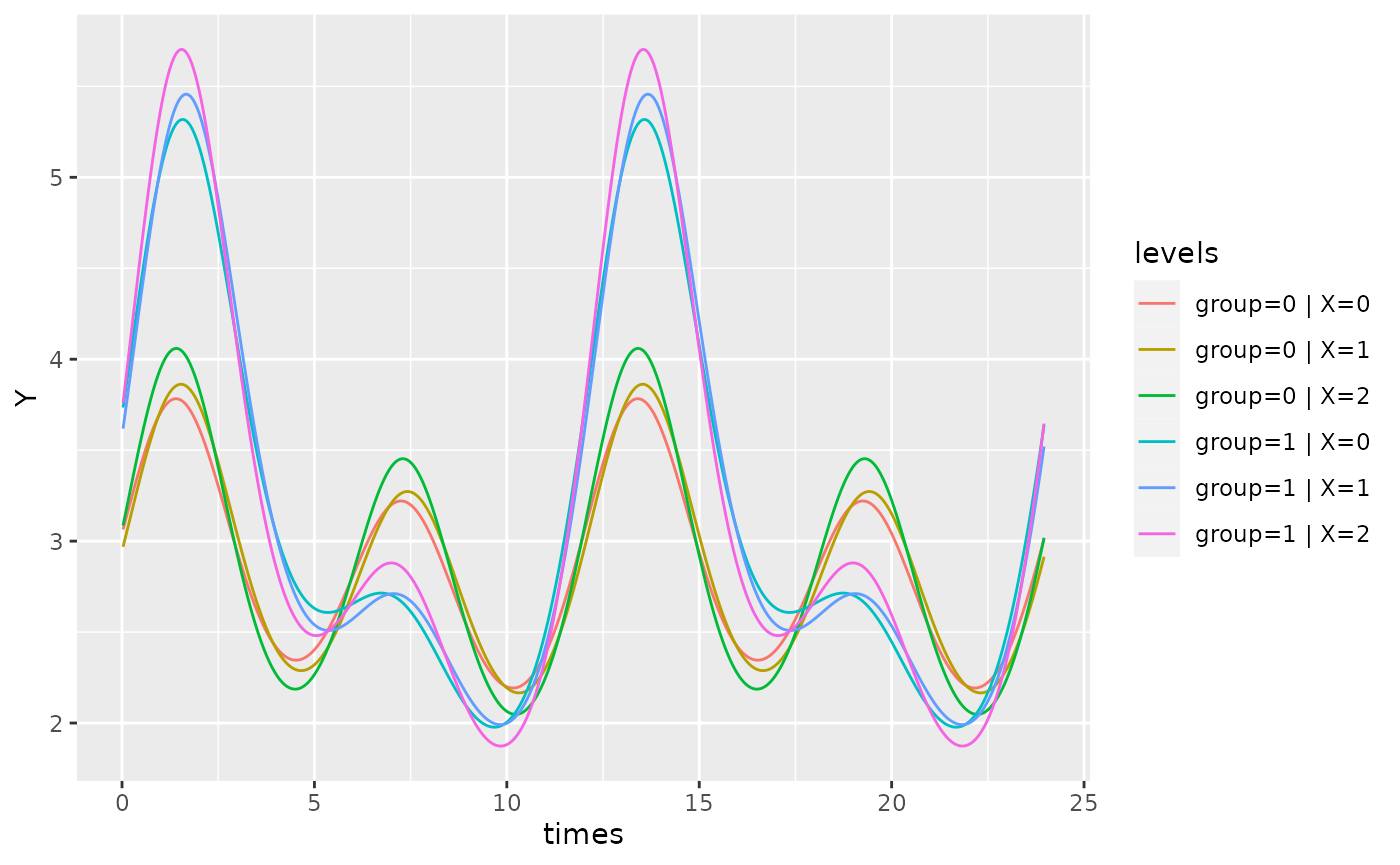 5
4
3
2
Y
0
5
10
15
20
25
times
levels
group=0 | X=0
group=0 | X=1
group=0 | X=2
group=1 | X=0
group=1 | X=1
group=1 | X=2